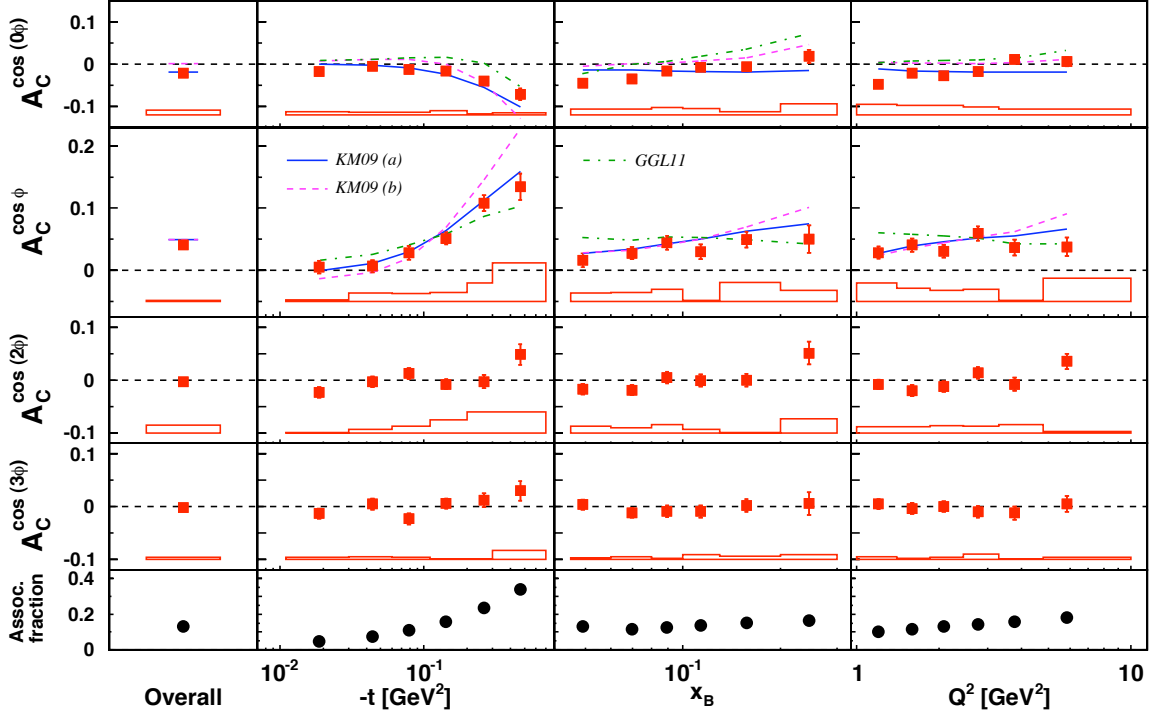 A_C^cos (0ϕ)
0.1
0
-0.1
A_C^cos ϕ
0.2
0.1
0
KM09 (a)
KM09 (b)
GGL11
A_C^cos (2ϕ)
0.1
0
-0.1
A_C^cos (3ϕ)
0.1
0
-0.1
Assoc.
fraction
0.4
0.2
0
10^-2
10^-1
10^-1
1
10
Overall
-t [GeV²]
x_B
Q² [GeV²]